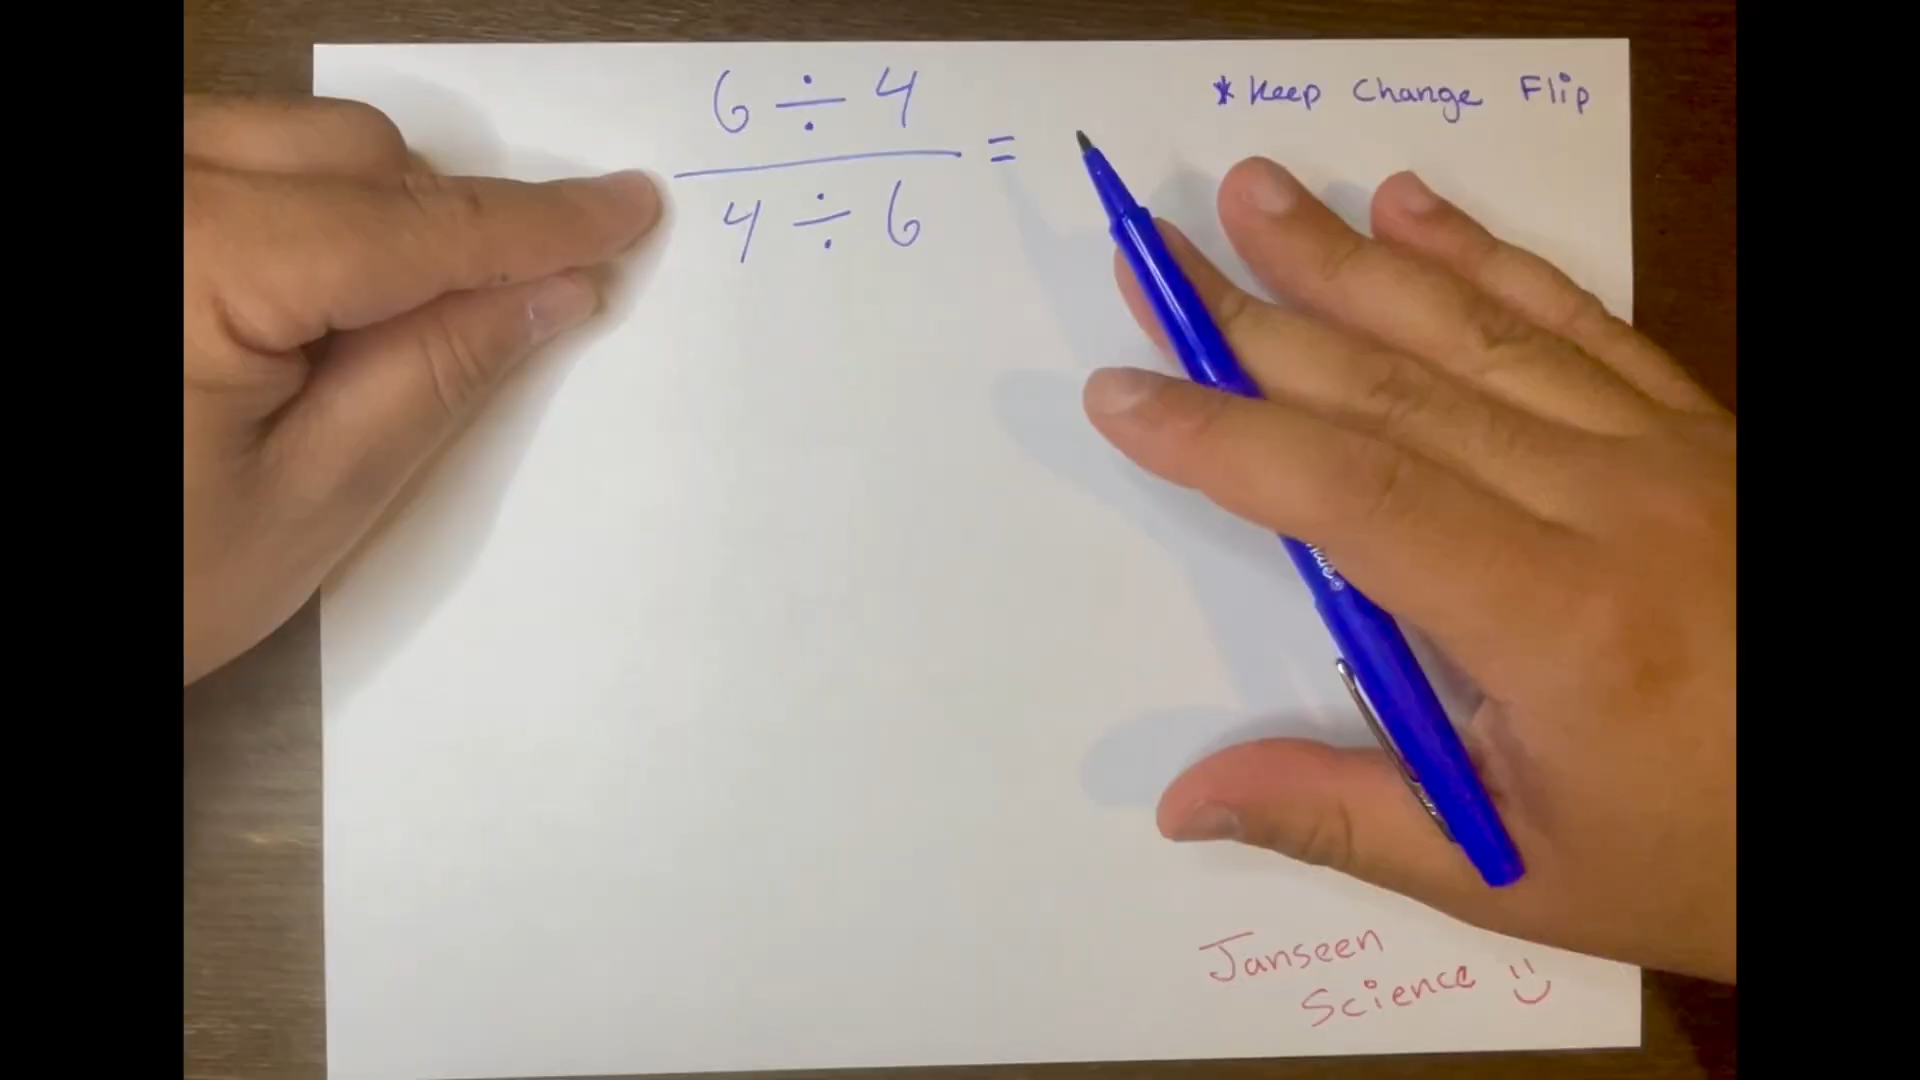 6 ÷ 4
4 ÷ 6
=
* Keep Change Flip
Janseen
Science